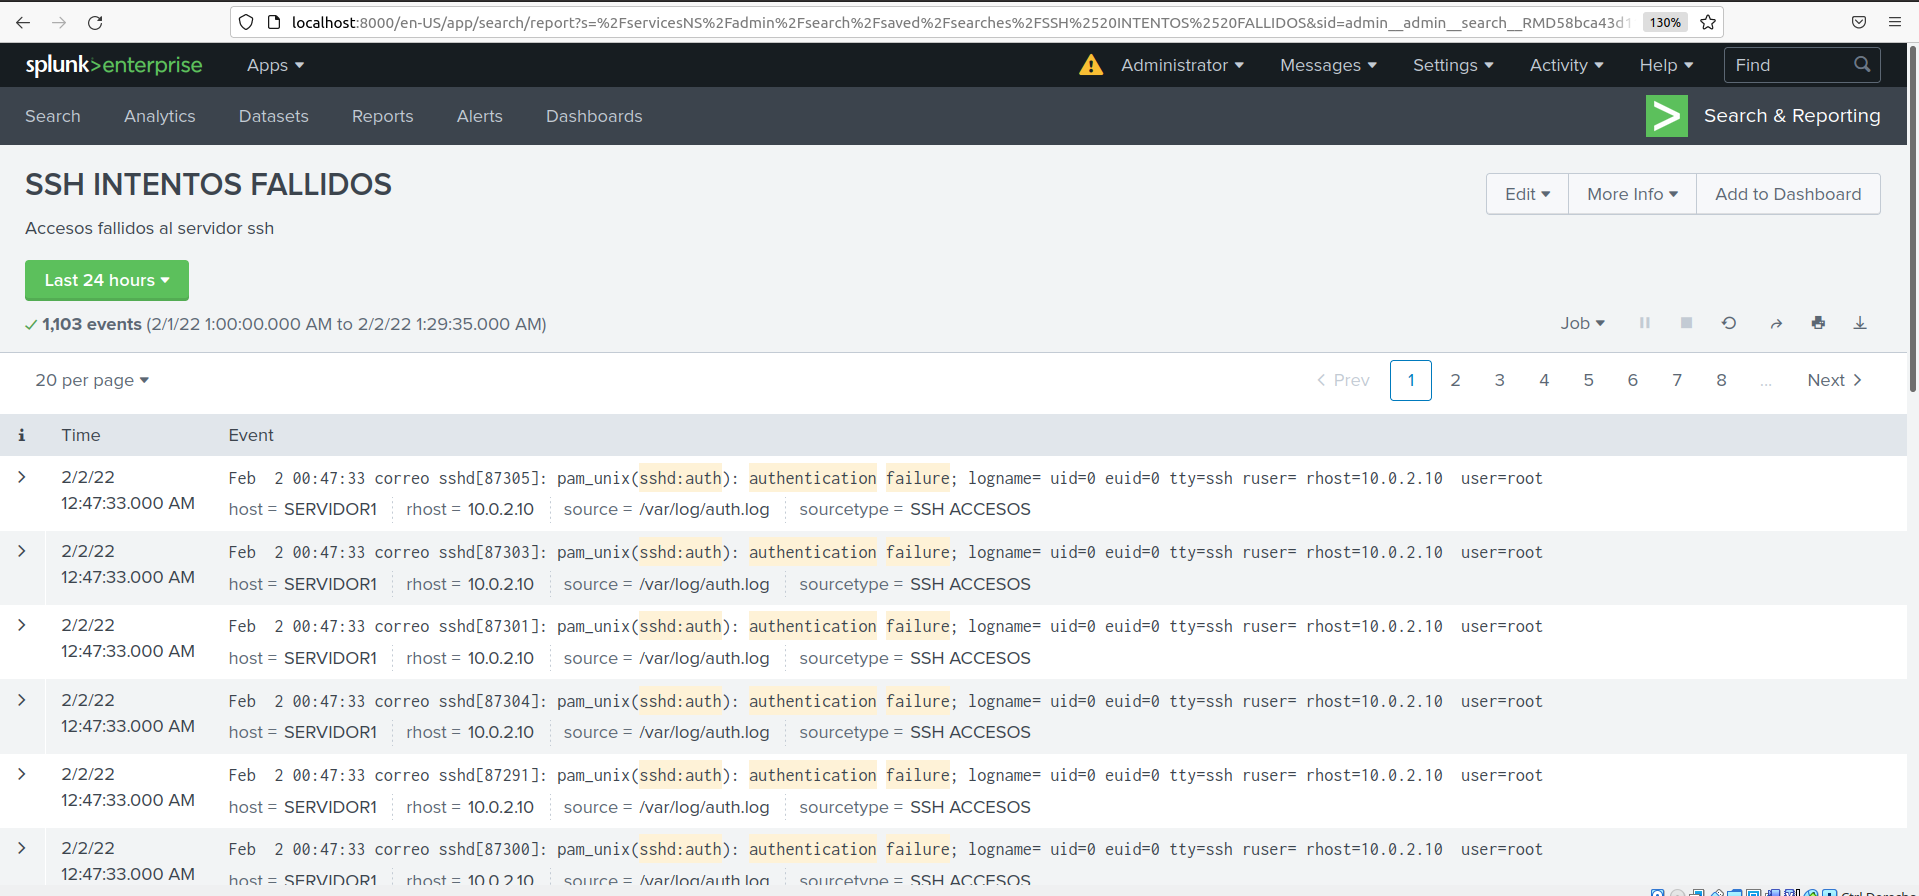 localhost:8000/en-US/app/search/report?s=%2FservicesNS%2Fadmin%2Fsearch%2Fsaved%2Fsearches%2FSSH%2520INTENTOS%2520FALLIDOS&sid=admin__admin__search__RMD58bca43d1 130%
splunk>enterprise Apps Administrator Messages Settings Activity Help Find
Search Analytics Datasets Reports Alerts Dashboards Search & Reporting
SSH INTENTOS FALLIDOS
Edit More Info Add to Dashboard
Accesos fallidos al servidor ssh
Last 24 hours
1,103 events (2/1/22 1:00:00.000 AM to 2/2/22 1:29:35.000 AM) Job
20 per page Prev 1 2 3 4 5 6 7 8 ... Next
i Time Event
2/2/22 Feb  2 00:47:33 correo sshd[87305]: pam_unix(sshd:auth): authentication failure; logname= uid=0 euid=0 tty=ssh ruser= rhost=10.0.2.10  user=root
12:47:33.000 AM host = SERVIDOR1 rhost = 10.0.2.10 source = /var/log/auth.log sourcetype = SSH ACCESOS
2/2/22 Feb  2 00:47:33 correo sshd[87303]: pam_unix(sshd:auth): authentication failure; logname= uid=0 euid=0 tty=ssh ruser= rhost=10.0.2.10  user=root
12:47:33.000 AM host = SERVIDOR1 rhost = 10.0.2.10 source = /var/log/auth.log sourcetype = SSH ACCESOS
2/2/22 Feb  2 00:47:33 correo sshd[87301]: pam_unix(sshd:auth): authentication failure; logname= uid=0 euid=0 tty=ssh ruser= rhost=10.0.2.10  user=root
12:47:33.000 AM host = SERVIDOR1 rhost = 10.0.2.10 source = /var/log/auth.log sourcetype = SSH ACCESOS
2/2/22 Feb  2 00:47:33 correo sshd[87304]: pam_unix(sshd:auth): authentication failure; logname= uid=0 euid=0 tty=ssh ruser= rhost=10.0.2.10  user=root
12:47:33.000 AM host = SERVIDOR1 rhost = 10.0.2.10 source = /var/log/auth.log sourcetype = SSH ACCESOS
2/2/22 Feb  2 00:47:33 correo sshd[87291]: pam_unix(sshd:auth): authentication failure; logname= uid=0 euid=0 tty=ssh ruser= rhost=10.0.2.10  user=root
12:47:33.000 AM host = SERVIDOR1 rhost = 10.0.2.10 source = /var/log/auth.log sourcetype = SSH ACCESOS
2/2/22 Feb  2 00:47:33 correo sshd[87300]: pam_unix(sshd:auth): authentication failure; logname= uid=0 euid=0 tty=ssh ruser= rhost=10.0.2.10  user=root
12:47:33.000 AM host = SERVIDOR1 rhost = 10.0.2.10 source = /var/log/auth.log sourcetype = SSH ACCESOS